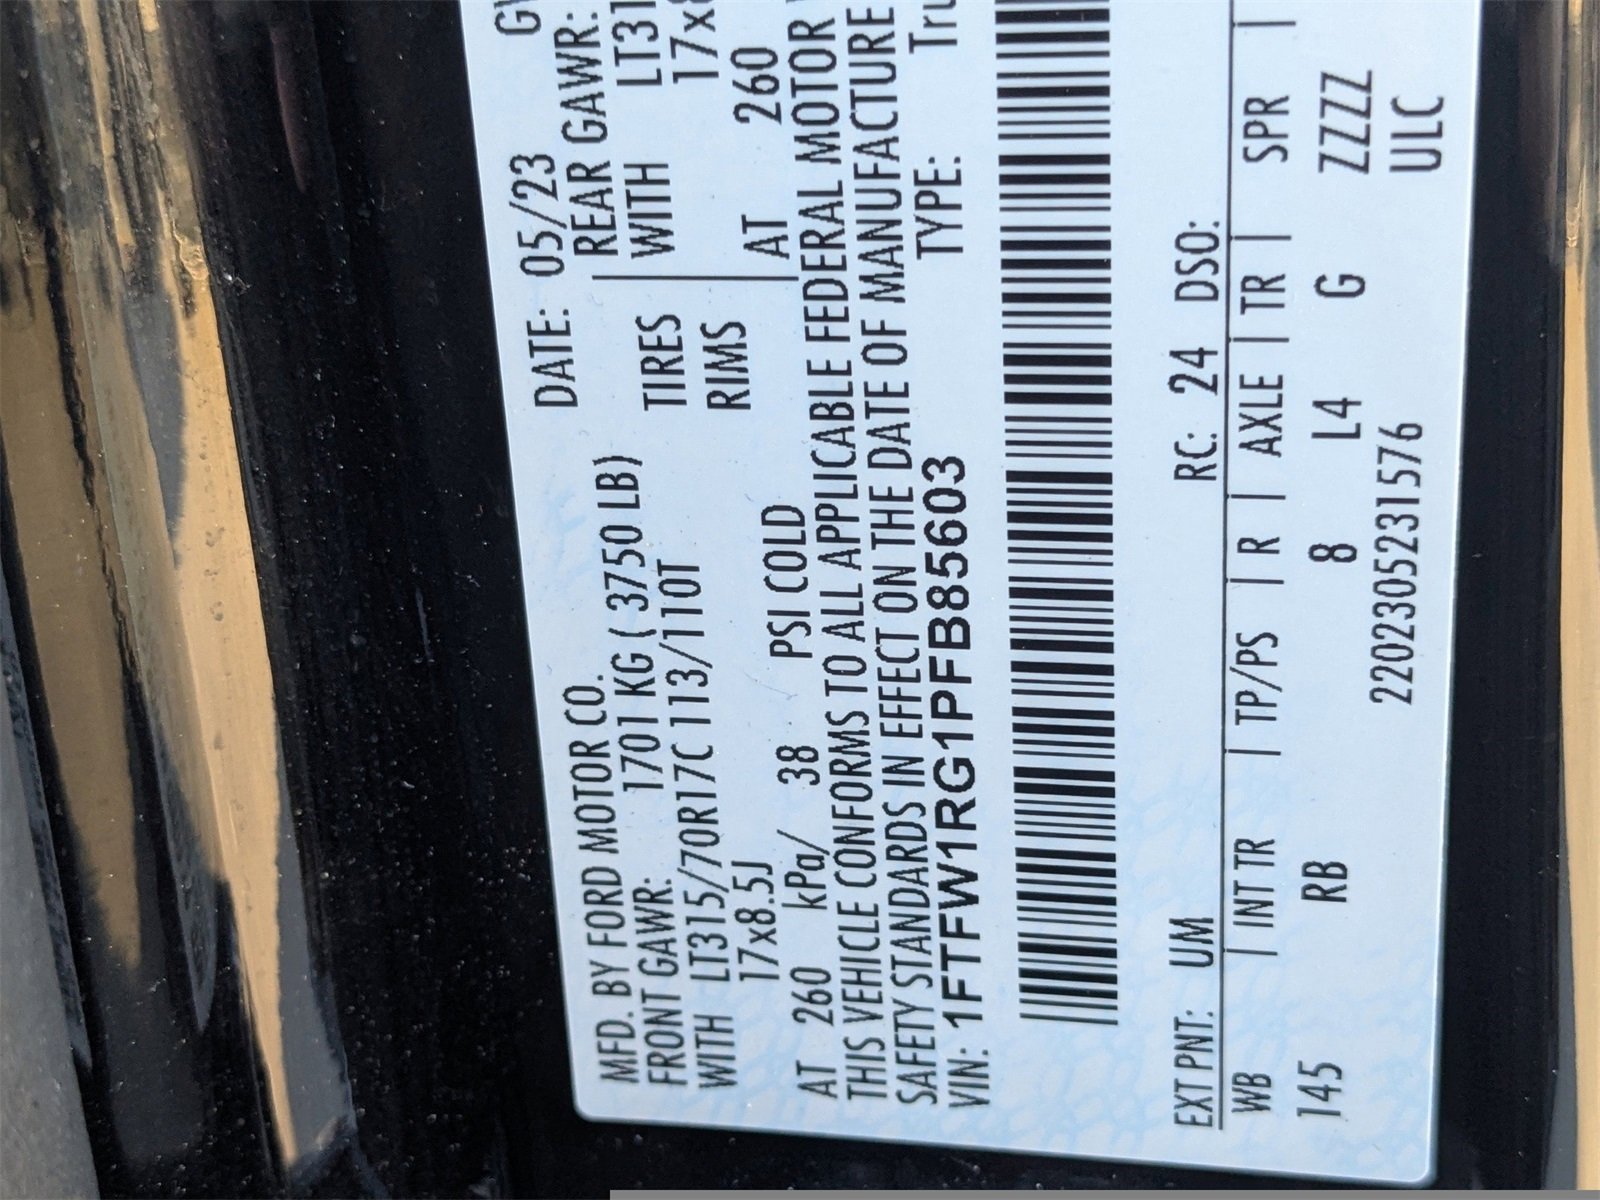 MFD. BY FORD MOTOR CO. DATE: 05/23
FRONT GAWR: 1701 KG ( 3750 LB) REAR GAWR:
WITH LT315/70R17C 113/110T TIRES WITH
17x8.5J RIMS
AT 260 kPa/ 38 PSI COLD AT 260
THIS VEHICLE CONFORMS TO ALL APPLICABLE FEDERAL MOTOR
SAFETY STANDARDS IN EFFECT ON THE DATE OF MANUFACTURE
VIN: 1FTFW1RG1PFB85603 TYPE:
EXT PNT: UM RC: 24 DSO:
WB | INT TR | TP/PS | R | AXLE | TR | SPR |
145 RB 8 L4 G ZZZZ
220230523​1576 ULC